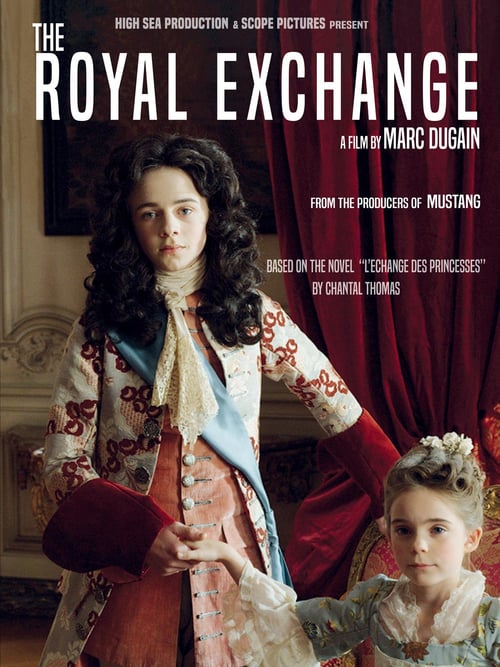 HIGH SEA PRODUCTION & SCOPE PICTURES PRESENT
THE
ROYAL EXCHANGE
A FILM BY MARC DUGAIN
FROM THE PRODUCERS OF MUSTANG
BASED ON THE NOVEL "L'ECHANGE DES PRINCESSES"
BY CHANTAL THOMAS